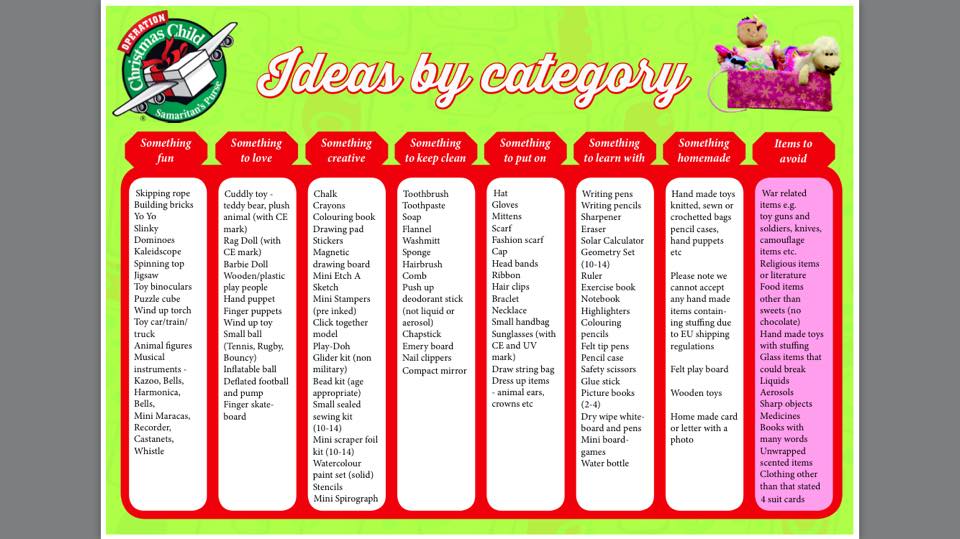 OPERATION
Christmas Child
Samaritan's Purse
®
Ideas by category
Something
fun
Skipping rope
Building bricks
Yo Yo
Slinky
Dominoes
Kaleidscope
Spinning top
Jigsaw
Toy binoculars
Puzzle cube
Wind up torch
Toy car/train/
truck
Animal figures
Musical
instruments -
Kazoo, Bells,
Harmonica,
Bells,
Mini Maracas,
Recorder,
Castanets,
Whistle
Something
to love
Cuddly toy -
teddy bear, plush
animal (with CE
mark)
Rag Doll (with
CE mark)
Barbie Doll
Wooden/plastic
play people
Hand puppet
Finger puppets
Wind up toy
Small ball
(Tennis, Rugby,
Bouncy)
Inflatable ball
Deflated football
and pump
Finger skate-
board
Something
creative
Chalk
Crayons
Colouring book
Drawing pad
Stickers
Magnetic
drawing board
Mini Etch A
Sketch
Mini Stampers
(pre inked)
Click together
model
Play-Doh
Glider kit (non
military)
Bead kit (age
appropriate)
Small sealed
sewing kit
(10-14)
Mini scraper foil
kit (10-14)
Watercolour
paint set (solid)
Stencils
Mini Spirograph
Something
to keep clean
Toothbrush
Toothpaste
Soap
Flannel
Washmitt
Sponge
Hairbrush
Comb
Push up
deodorant stick
(not liquid or
aerosol)
Chapstick
Emery board
Nail clippers
Compact mirror
Something
to put on
Hat
Gloves
Mittens
Scarf
Fashion scarf
Cap
Head bands
Ribbon
Hair clips
Braclet
Necklace
Small handbag
Sunglasses (with
CE and UV
mark)
Draw string bag
Dress up items
- animal ears,
crowns etc
Something
to learn with
Writing pens
Writing pencils
Sharpener
Eraser
Solar Calculator
Geometry Set
(10-14)
Ruler
Exercise book
Notebook
Highlighters
Colouring
pencils
Felt tip pens
Pencil case
Safety scissors
Glue stick
Picture books
(2-4)
Dry wipe white-
board and pens
Mini board-
games
Water bottle
Something
homemade
Hand made toys
knitted, sewn or
crochetted bags
pencil cases,
hand puppets
etc
Please note we
cannot accept
any hand made
items contain-
ing stuffing due
to EU shipping
regulations
Felt play board
Wooden toys
Home made card
or letter with a
photo
Items to
avoid
War related
items e.g.
toy guns and
soldiers, knives,
camouflage
items etc.
Religious items
or literature
Food items
other than
sweets (no
chocolate)
Hand made toys
with stuffing
Glass items that
could break
Liquids
Aerosols
Sharp objects
Medicines
Books with
many words
Unwrapped
scented items
Clothing other
than that stated
4 suit cards